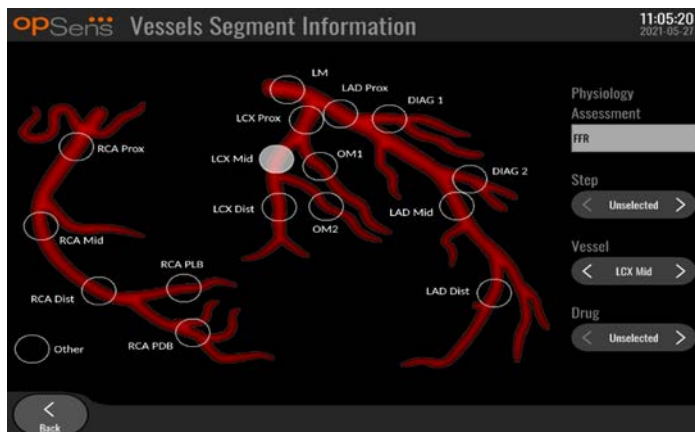 opSens Vessels Segment Information
11:05:20
2021-05-27
LM
LAD Prox
DIAG 1
LCX Prox
RCA Prox
LCX Mid
OM1
DIAG 2
LCX Dist
OM2
LAD Mid
RCA Mid
RCA PLB
RCA Dist
LAD Dist
RCA PDB
Other
Physiology
Assessment
FFR
Step
< Unselected >
Vessel
< LCX Mid >
Drug
< Unselected >
<
Back